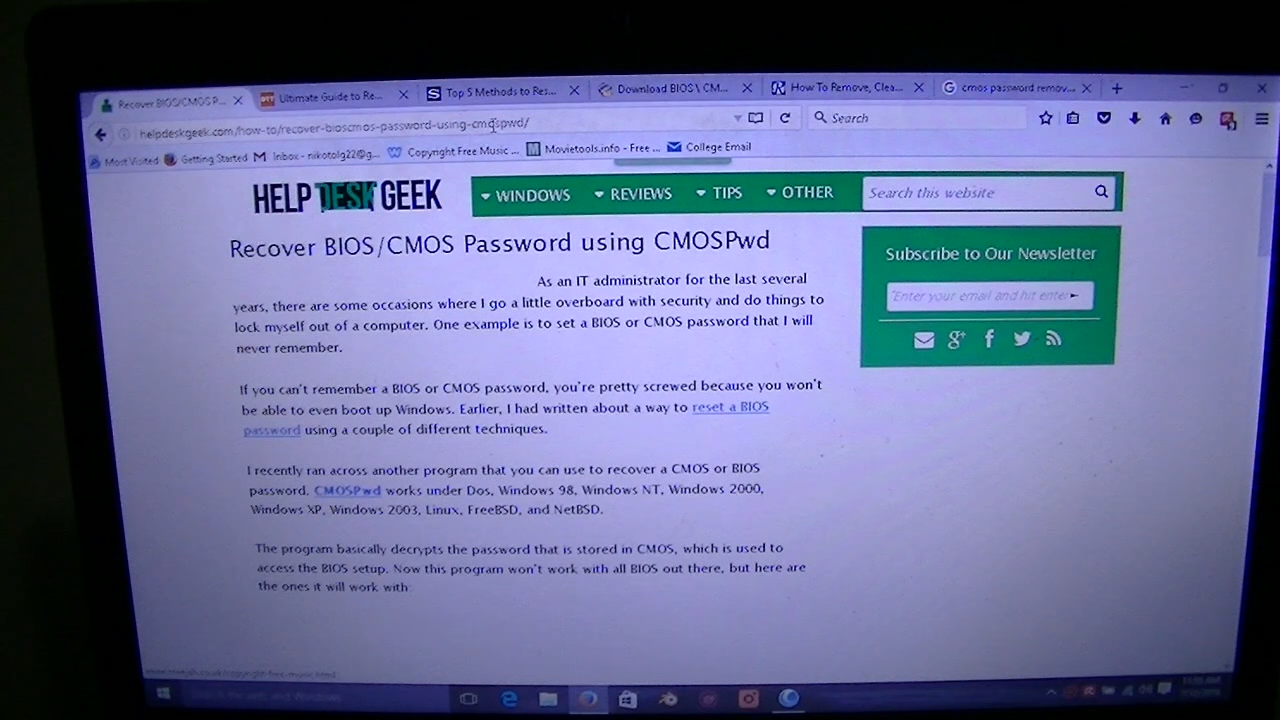 Recover BIOS/CMOS P...
Ultimate Guide to Re...
Top 5 Methods to Res...
Download BIOS \ CM...
How To Remove, Clea...
cmos password remov...
helpdeskgeek.com/how-to/recover-bioscmos-password-using-cmospwd/
Search
Most Visited
Getting Started
Inbox - nikotolg22@g...
Copyright Free Music ...
Movietools.info - Free ...
College Email
HELP DESK GEEK
WINDOWS
REVIEWS
TIPS
OTHER
Search this website
Recover BIOS/CMOS Password using CMOSPwd
As an IT administrator for the last several
years, there are some occasions where I go a little overboard with security and do things to
lock myself out of a computer. One example is to set a BIOS or CMOS password that I will
never remember.
If you can't remember a BIOS or CMOS password, you're pretty screwed because you won't
be able to even boot up Windows. Earlier, I had written about a way to reset a BIOS
password using a couple of different techniques.
I recently ran across another program that you can use to recover a CMOS or BIOS
password. CMOSPwd works under Dos, Windows 98, Windows NT, Windows 2000,
Windows XP, Windows 2003, Linux, FreeBSD, and NetBSD.
The program basically decrypts the password that is stored in CMOS, which is used to
access the BIOS setup. Now this program won't work with all BIOS out there, but here are
the ones it will work with:
Subscribe to Our Newsletter
"Enter your email and hit enter